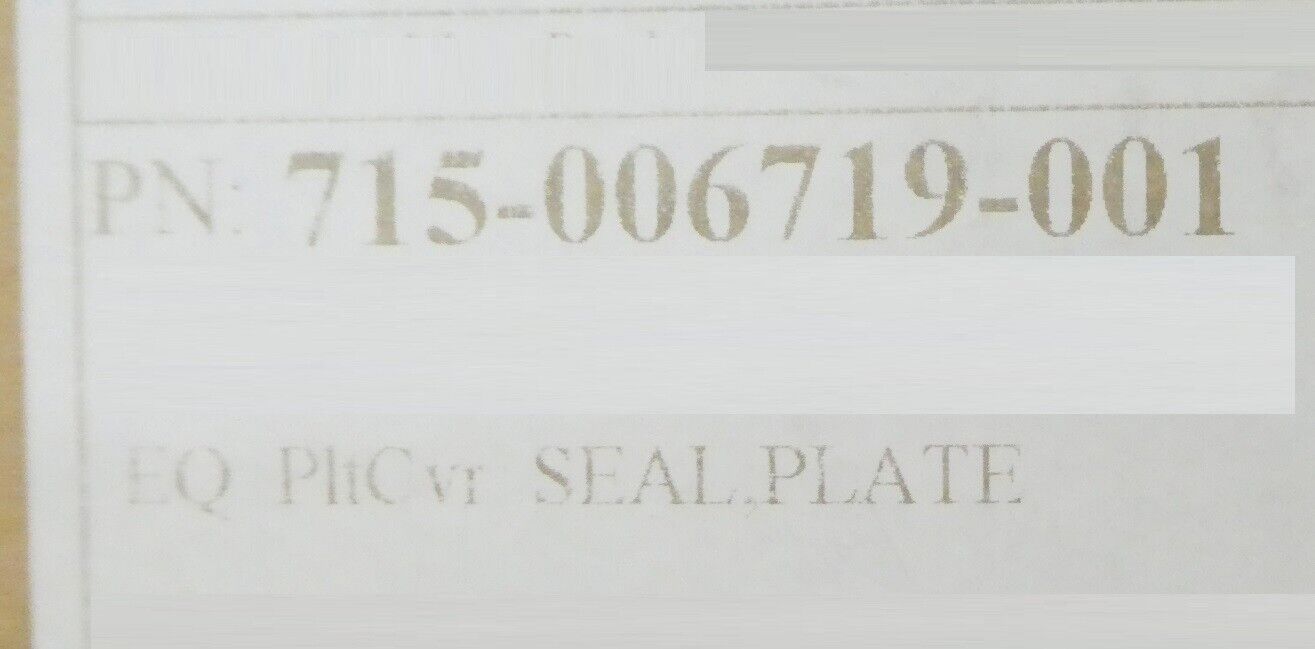 PN: 715-006719-001
EQ PltCvr SEAL,PLATE